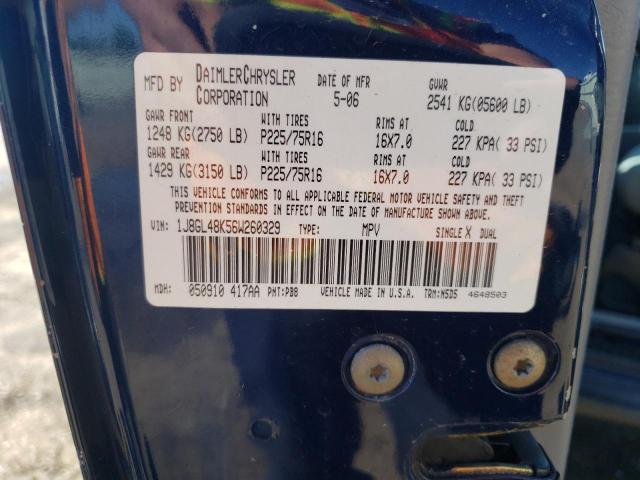 MFD BY DAIMLERCHRYSLER CORPORATION DATE OF MFR 5-06 GVWR 2541 KG(05600 LB)
GAWR FRONT WITH TIRES RIMS AT COLD
1248 KG(2750 LB) P225/75R16 16X7.0 227 KPA( 33 PSI)
GAWR REAR WITH TIRES RIMS AT COLD
1429 KG(3150 LB) P225/75R16 16X7.0 227 KPA( 33 PSI)
THIS VEHICLE CONFORMS TO ALL APPLICABLE FEDERAL MOTOR VEHICLE SAFETY AND THEFT
PREVENTION STANDARDS IN EFFECT ON THE DATE OF MANUFACTURE SHOWN ABOVE.
VIN: 1J8GL48K56W260329 TYPE: MPV SINGLE X DUAL
MDH: 050910 417AA PNT:PBB VEHICLE MADE IN U.S.A. TRM:N5D5 4648503